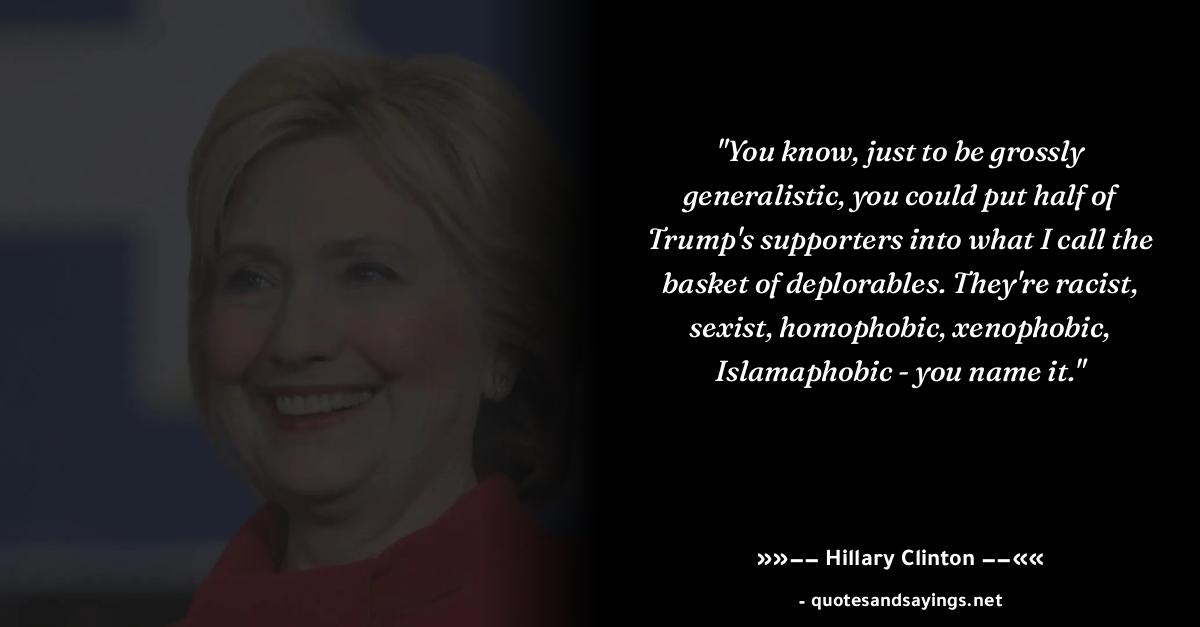 "You know, just to be grossly
generalistic, you could put half of
Trump's supporters into what I call the
basket of deplorables. They're racist,
sexist, homophobic, xenophobic,
Islamaphobic - you name it."
»»−− Hillary Clinton −−««
- quotesandsayings.net